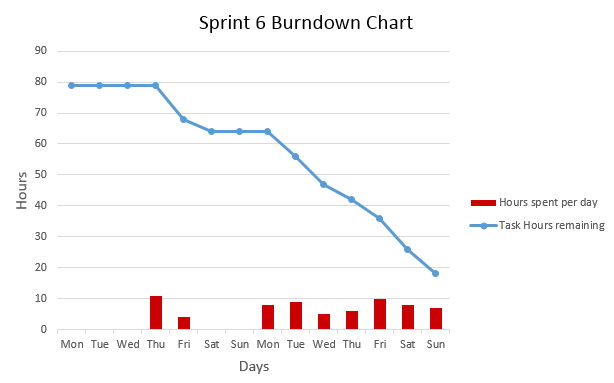 Sprint 6 Burndown Chart
90
80
70
60
50
40
30
20
10
0
Hours
Mon Tue Wed Thu Fri Sat Sun Mon Tue Wed Thu Fri Sat Sun
Days
Hours spent per day
Task Hours remaining